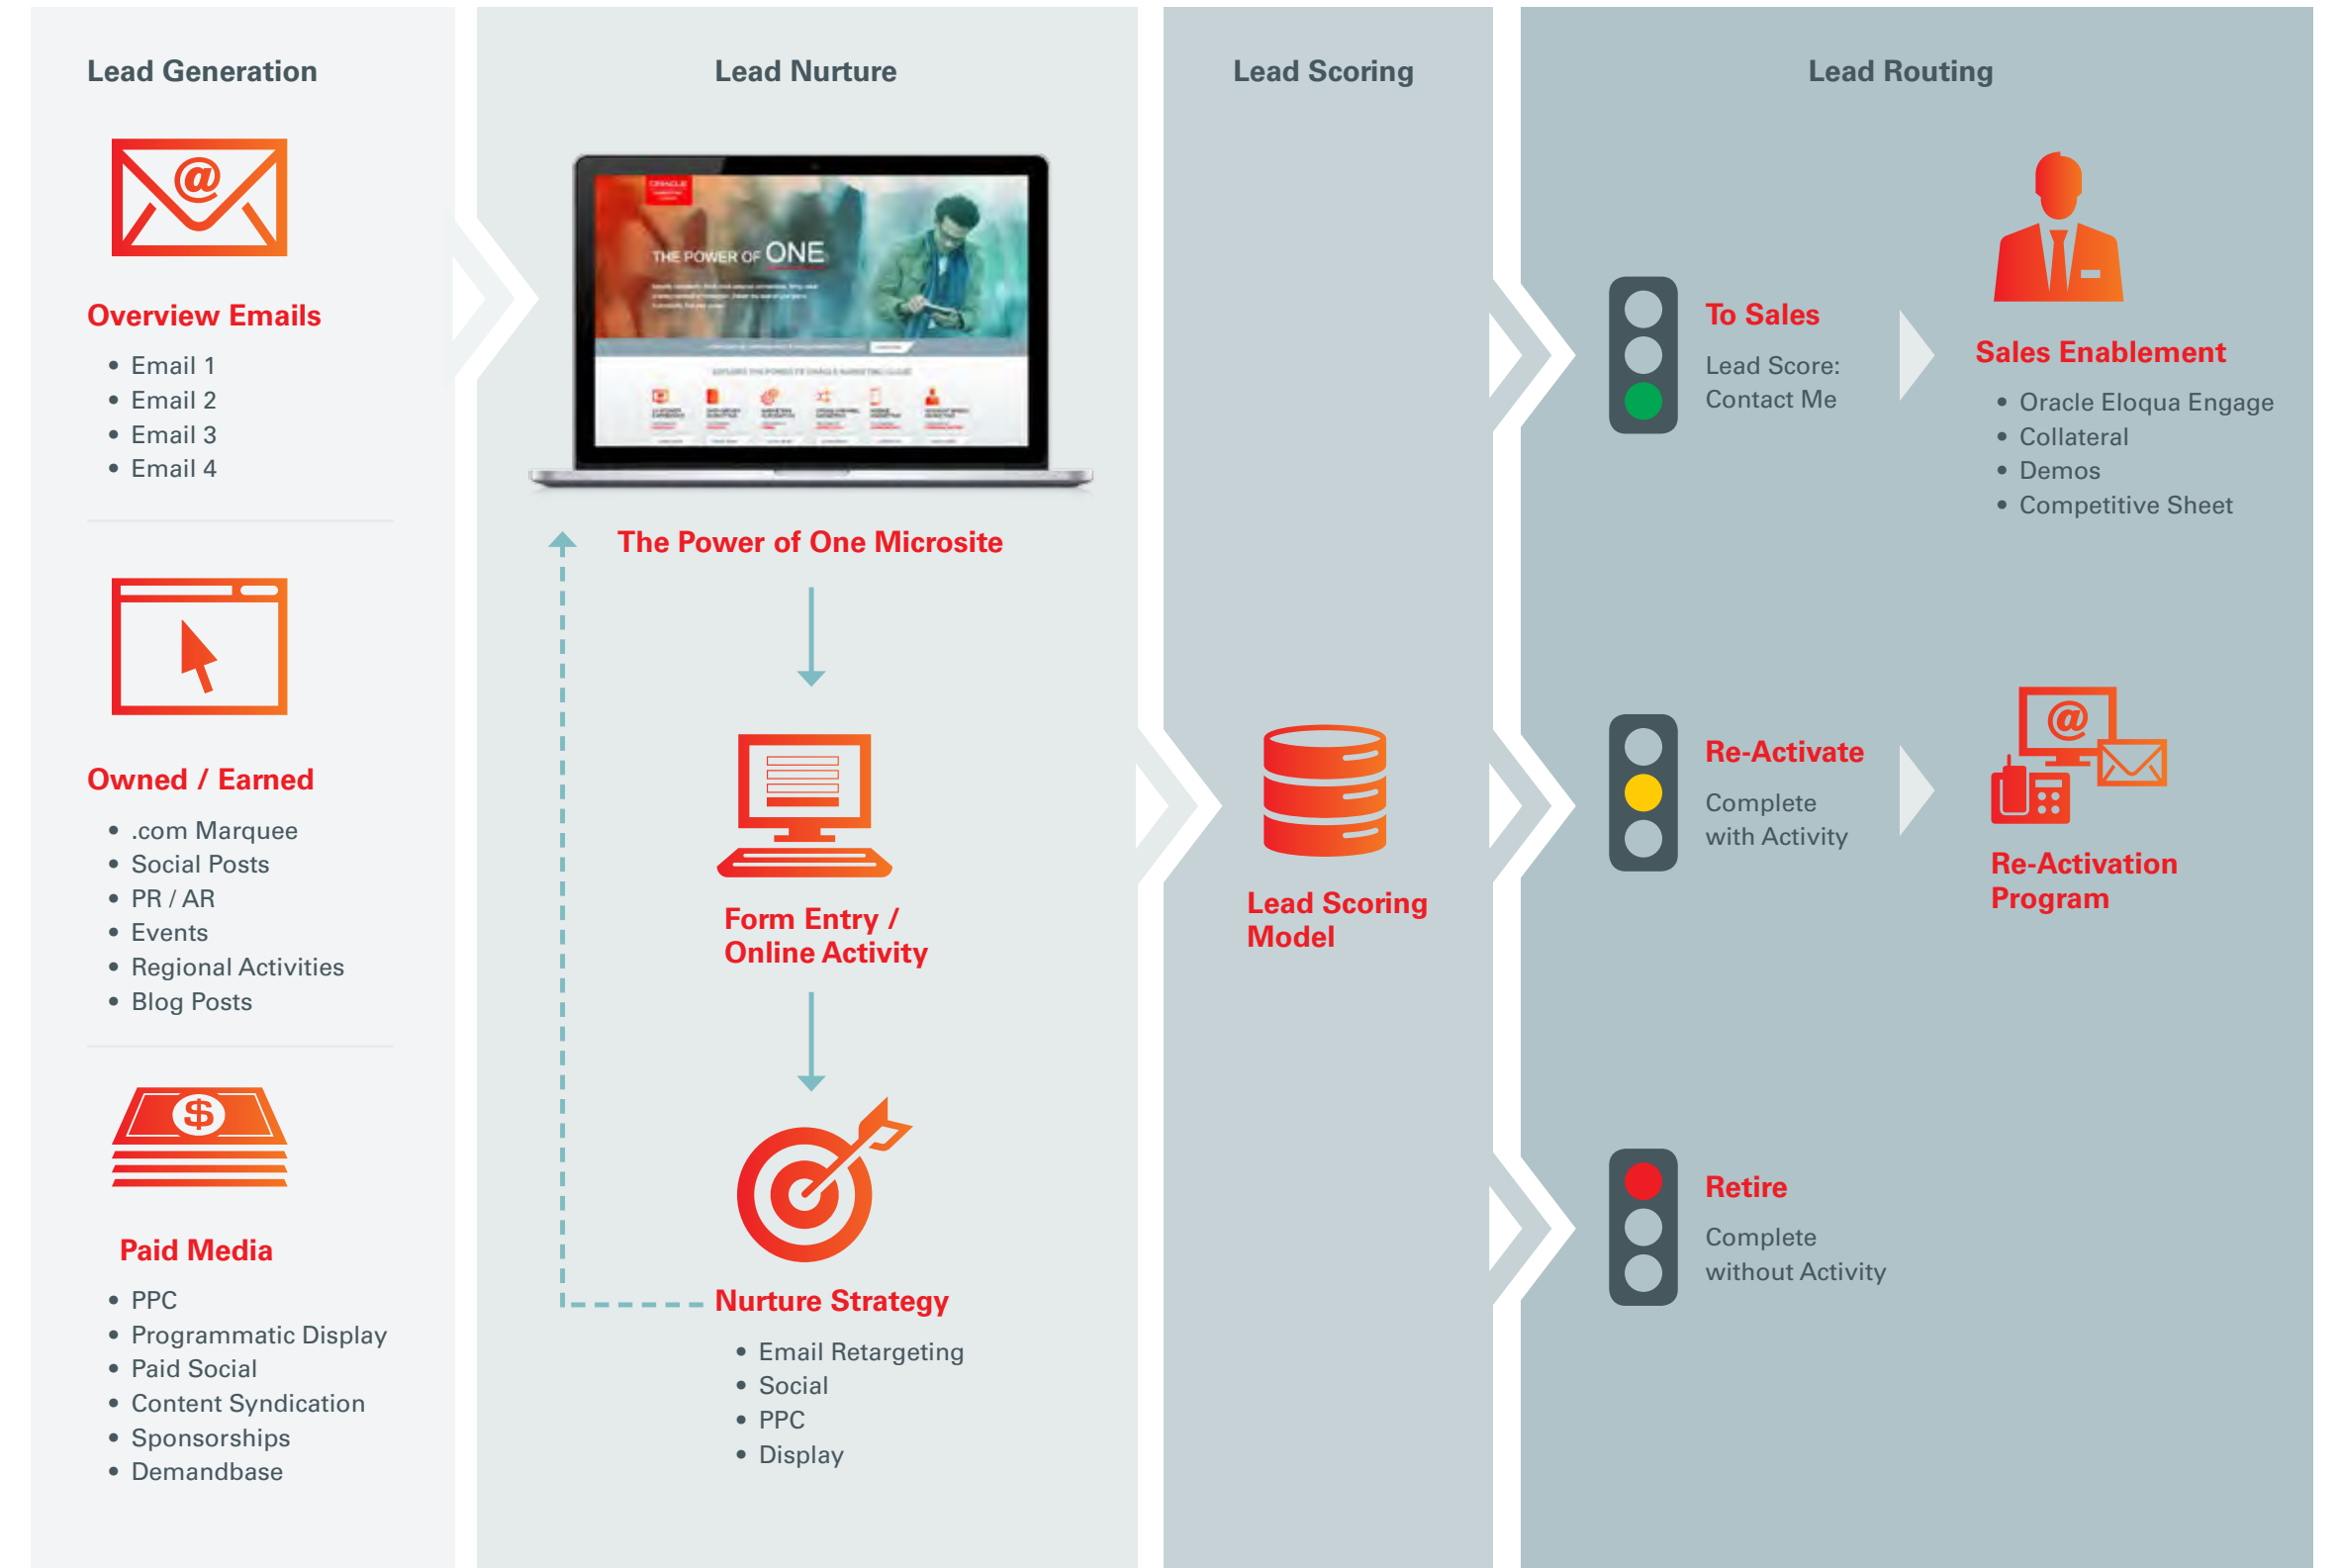 Lead Generation
@
Overview Emails
• Email 1
• Email 2
• Email 3
• Email 4
Owned / Earned
• .com Marquee
• Social Posts
• PR / AR
• Events
• Regional Activities
• Blog Posts
$
Paid Media
• PPC
• Programmatic Display
• Paid Social
• Content Syndication
• Sponsorships
• Demandbase
Lead Nurture
ORACLE
THE POWER OF ONE
The Power of One Microsite
Form Entry /
Online Activity
Nurture Strategy
• Email Retargeting
• Social
• PPC
• Display
Lead Scoring
Lead Scoring
Model
Lead Routing
To Sales
Lead Score:
Contact Me
Sales Enablement
• Oracle Eloqua Engage
• Collateral
• Demos
• Competitive Sheet
Re-Activate
Complete
with Activity
@
Re-Activation
Program
Retire
Complete
without Activity